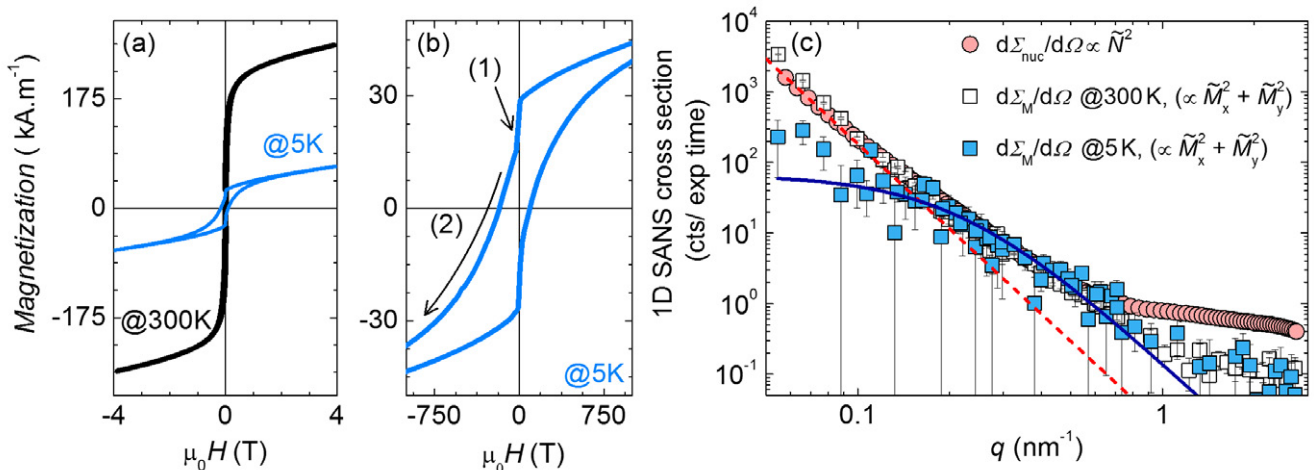 (a)
Magnetization ( kA.m⁻¹)
175
0
-175
@5K
@300K
-4
0
4
μ₀H (T)
(b)
30
0
-30
(1)
(2)
@5K
-750
0
750
μ₀H (T)
(c)
1D SANS cross section
(cts/ exp time)
10⁴
10³
10²
10¹
10⁰
10⁻¹
dΣnuc/dΩ ∝ Ñ²
dΣM/dΩ @300K, (∝ M̃x² + M̃y²)
dΣM/dΩ @5K, (∝ M̃x² + M̃y²)
0.1
1
q (nm⁻¹)